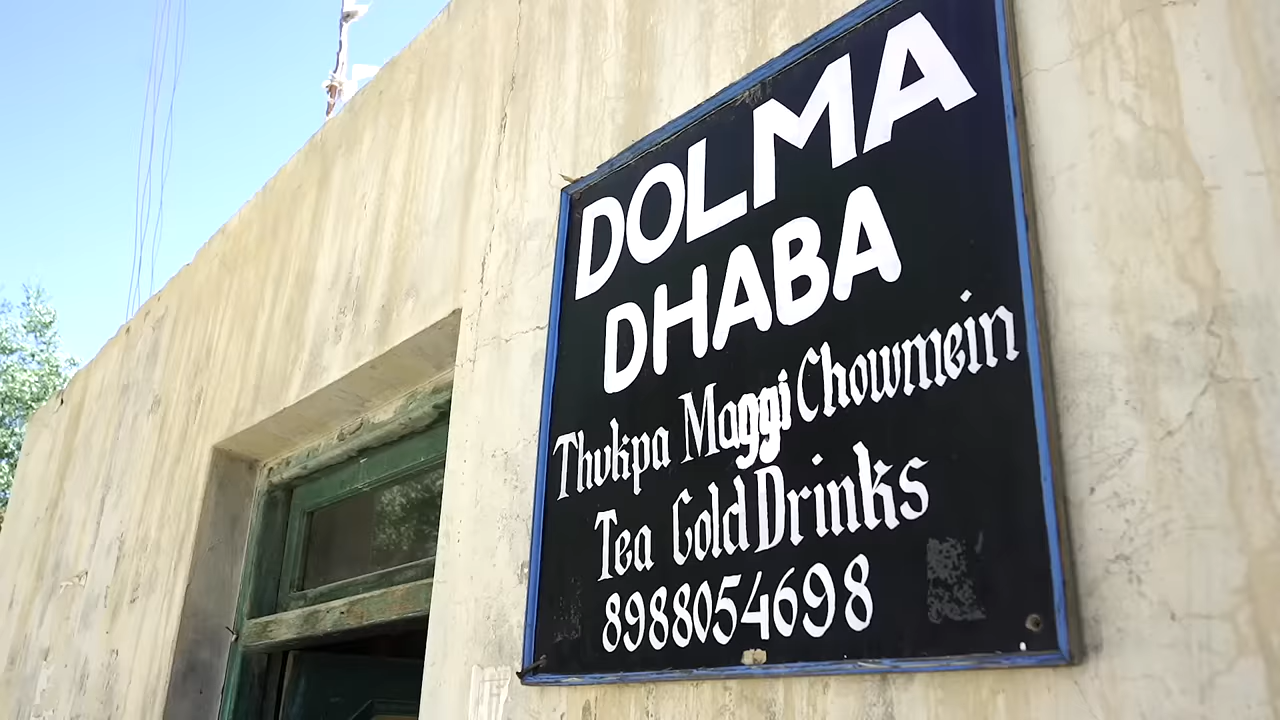 DOLMA
DHABA
Thukpa Maggi Chowmein
Tea Cold Drinks
8988054698